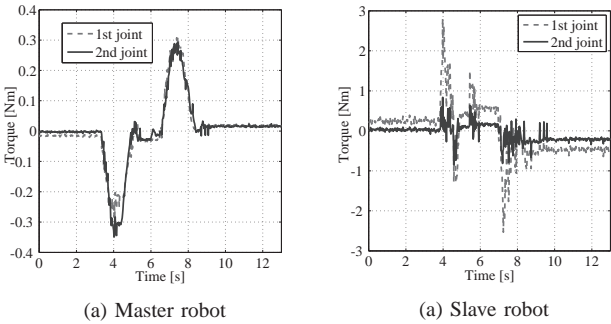 0.4
0.3
0.2
0.1
0
-0.1
-0.2
-0.3
-0.4
Torque [Nm]
1st joint
2nd joint
0 2 4 6 8 10 12
Time [s]
(a) Master robot
3
2
1
0
-1
-2
-3
Torque [Nm]
1st joint
2nd joint
0 2 4 6 8 10 12
Time [s]
(a) Slave robot